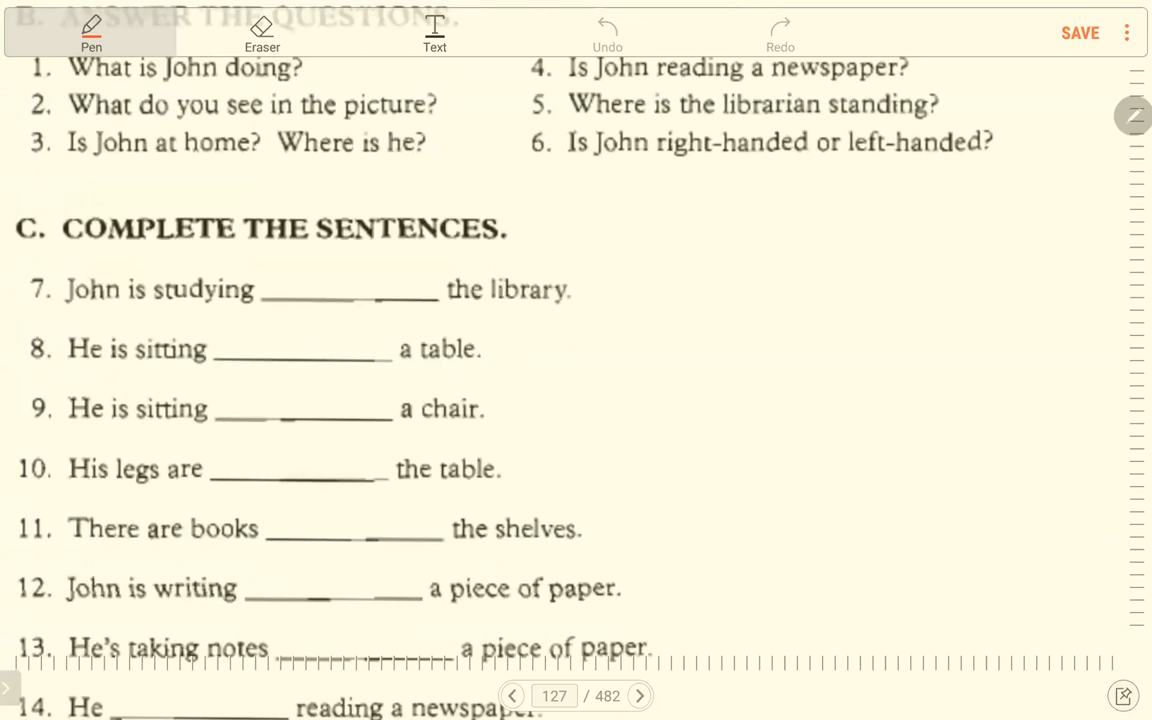 B. ANSWER THE QUESTIONS.
Pen Eraser Text Undo Redo SAVE
1. What is John doing?
2. What do you see in the picture?
3. Is John at home? Where is he?
4. Is John reading a newspaper?
5. Where is the librarian standing?
6. Is John right-handed or left-handed?
C. COMPLETE THE SENTENCES.
7. John is studying ____________ the library.
8. He is sitting ____________ a table.
9. He is sitting ____________ a chair.
10. His legs are ____________ the table.
11. There are books ____________ the shelves.
12. John is writing ____________ a piece of paper.
13. He's taking notes ____________ a piece of paper.
14. He ____________ reading a newspaper.
127 / 482